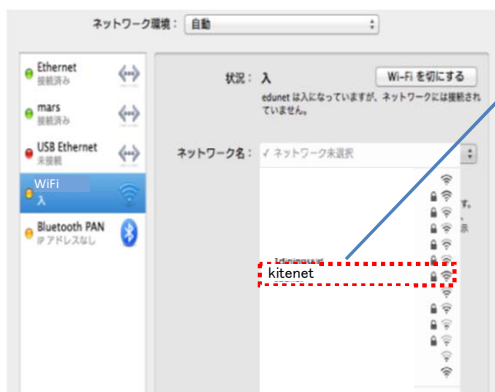 ネットワーク環境： 自動
Ethernet
接続済み
mars
接続済み
USB Ethernet
未接続
WiFi
入
Bluetooth PAN
IP アドレスなし
状況： 入
Wi-Fi を切にする
edunet は入になっていますが、ネットワークには接続され
ていません。
ネットワーク名： ✓ ネットワーク未選択
す。
示
kitenet